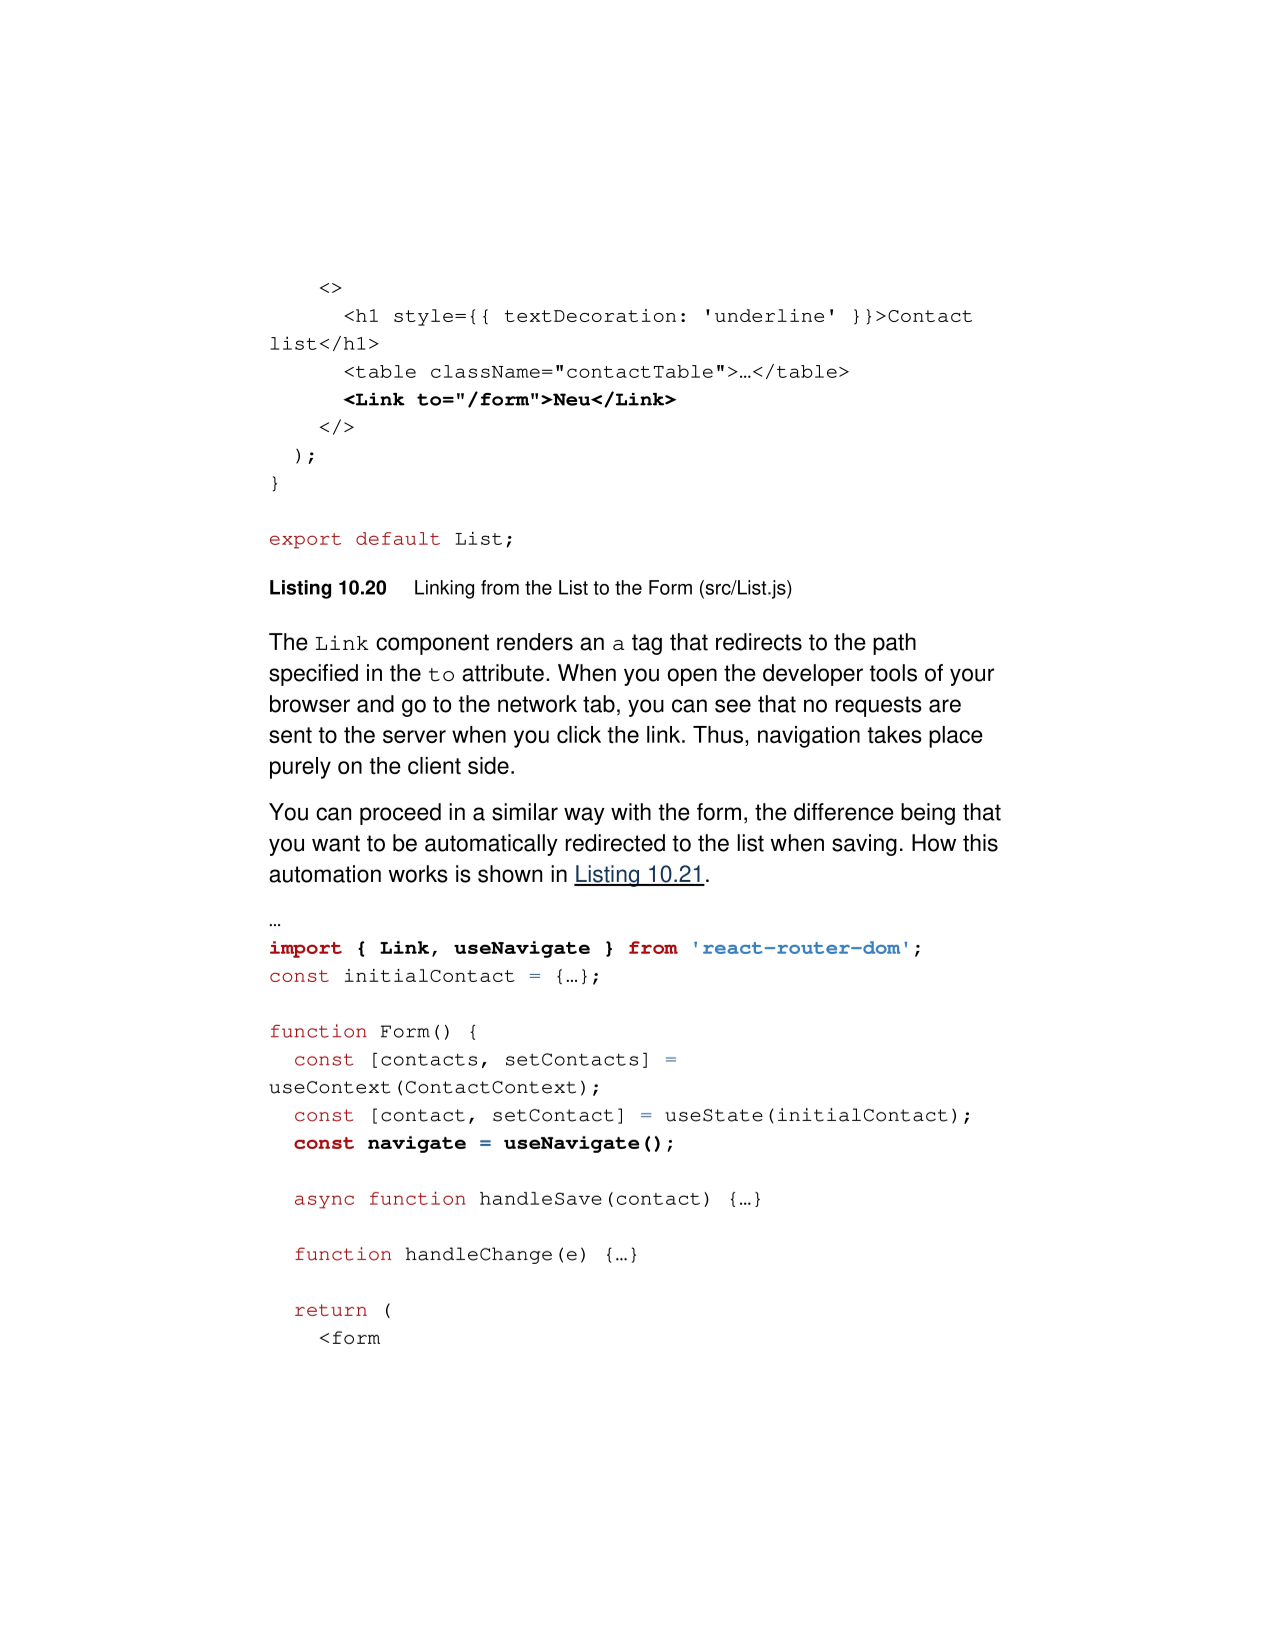 <>
      <h1 style={{ textDecoration: 'underline' }}>Contact
list</h1>
      <table className="contactTable">…</table>
      <Link to="/form">Neu</Link>
    </>
  );
}

export default List;
Listing 10.20 Linking from the List to the Form (src/List.js)
The Link component renders an a tag that redirects to the path
specified in the to attribute. When you open the developer tools of your
browser and go to the network tab, you can see that no requests are
sent to the server when you click the link. Thus, navigation takes place
purely on the client side.
You can proceed in a similar way with the form, the difference being that
you want to be automatically redirected to the list when saving. How this
automation works is shown in Listing 10.21.
…
import { Link, useNavigate } from 'react-router-dom';
const initialContact = {…};

function Form() {
  const [contacts, setContacts] =
useContext(ContactContext);
  const [contact, setContact] = useState(initialContact);
  const navigate = useNavigate();

  async function handleSave(contact) {…}

  function handleChange(e) {…}

  return (
    <form